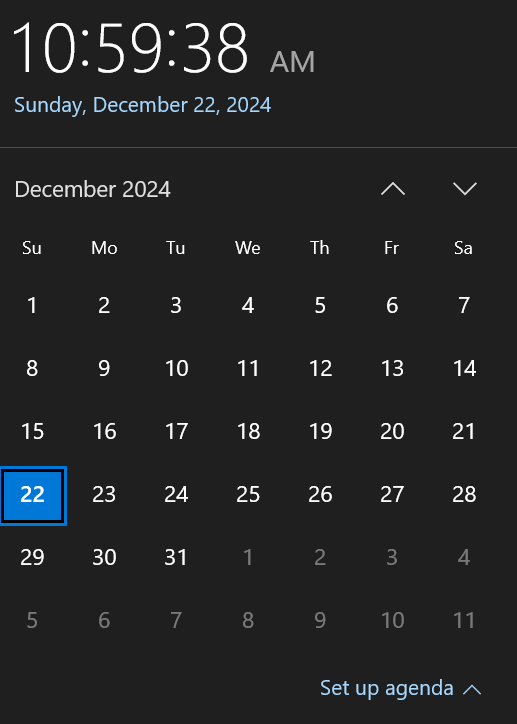 10:59:38 AM
Sunday, December 22, 2024
December 2024
Su Mo Tu We Th Fr Sa
1 2 3 4 5 6 7
8 9 10 11 12 13 14
15 16 17 18 19 20 21
22 23 24 25 26 27 28
29 30 31 1 2 3 4
5 6 7 8 9 10 11
Set up agenda